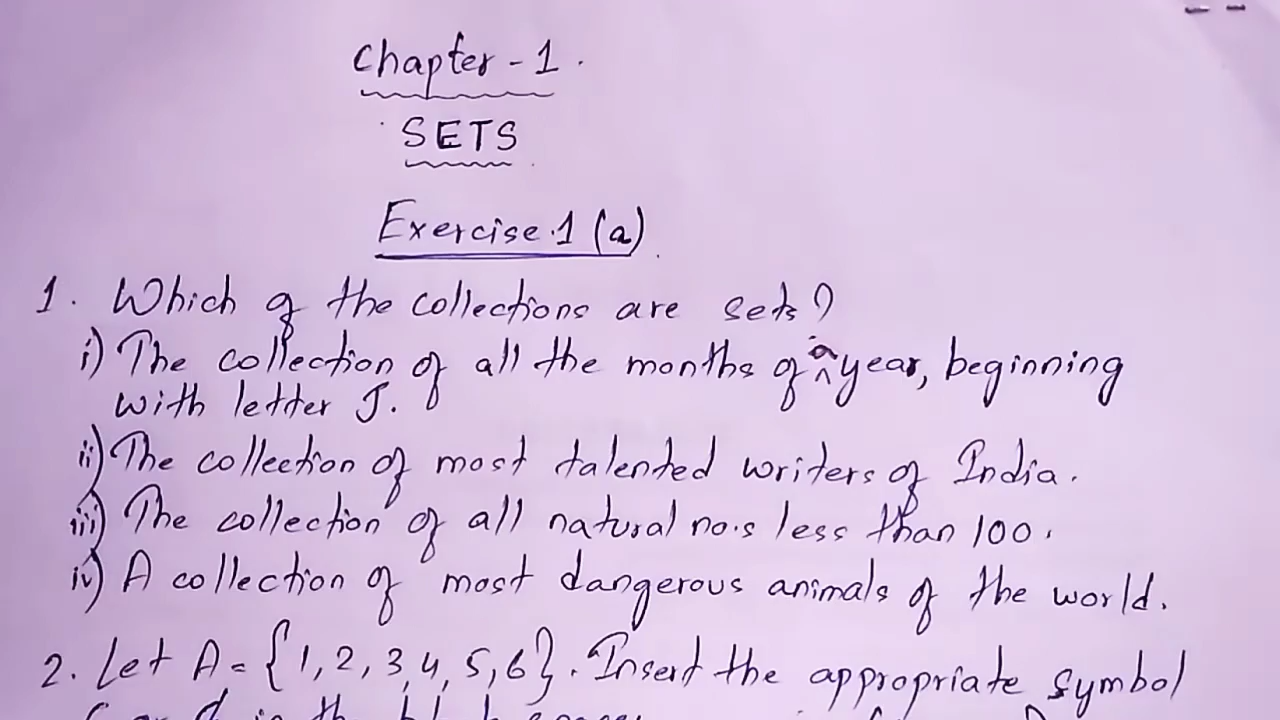 Chapter - 1.
SETS
Exercise.1 (a)
1. Which of the collections are sets?
i) The collection of all the months of a year, beginning
with letter J.
ii) The collection of most talented writers of India.
iii) The collection of all natural no.s less than 100.
iv) A collection of most dangerous animals of the world.
2. Let A = {1, 2, 3, 4, 5, 6}. Insert the appropriate symbol
in the